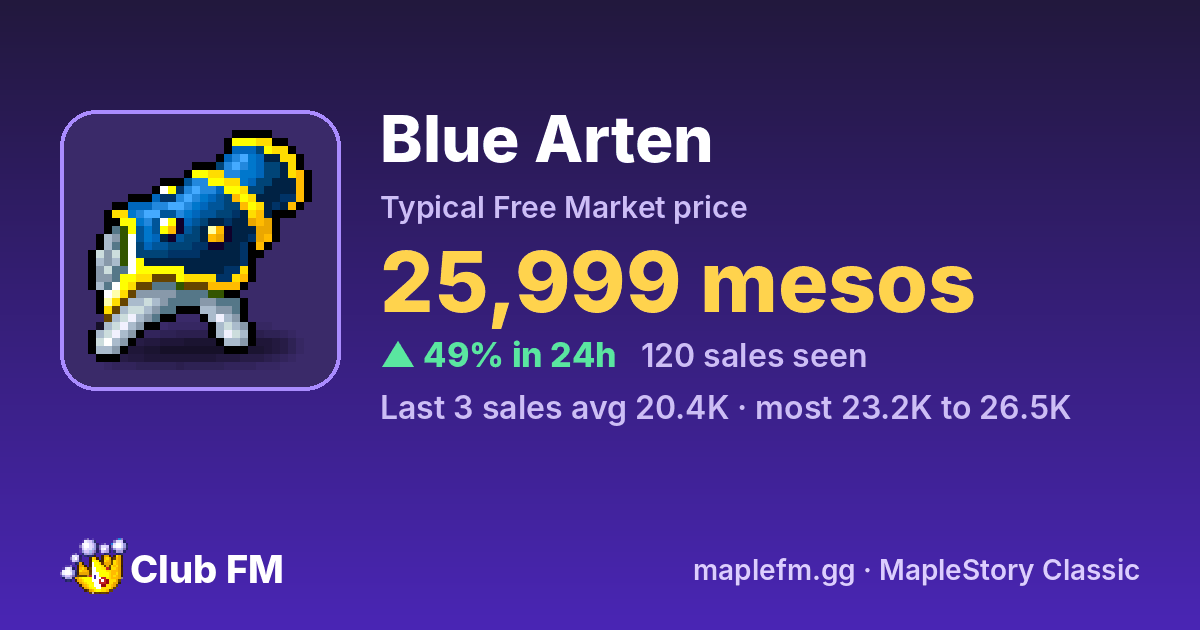 Blue Arten
Typical Free Market price
25,999 mesos
▲ 49% in 24h 120 sales seen
Last 3 sales avg 20.4K · most 23.2K to 26.5K
Club FM
maplefm.gg · MapleStory Classic